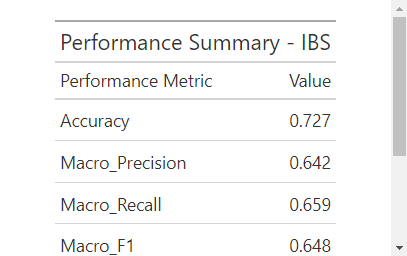 Performance Summary - IBS
Performance Metric Value
Accuracy 0.727
Macro_Precision 0.642
Macro_Recall 0.659
Macro_F1 0.648